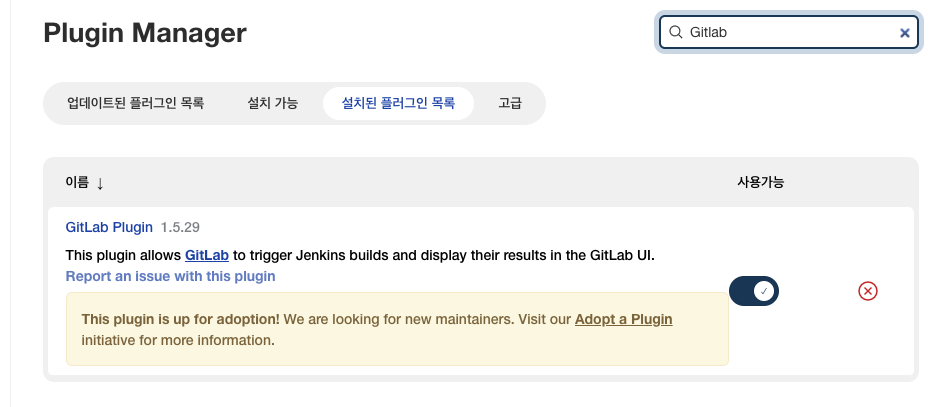 Plugin Manager
Gitlab
업데이트된 플러그인 목록 설치 가능 설치된 플러그인 목록 고급
이름 ↓ 사용가능
GitLab Plugin 1.5.29
This plugin allows GitLab to trigger Jenkins builds and display their results in the GitLab UI.
Report an issue with this plugin
This plugin is up for adoption! We are looking for new maintainers. Visit our Adopt a Plugin
initiative for more information.